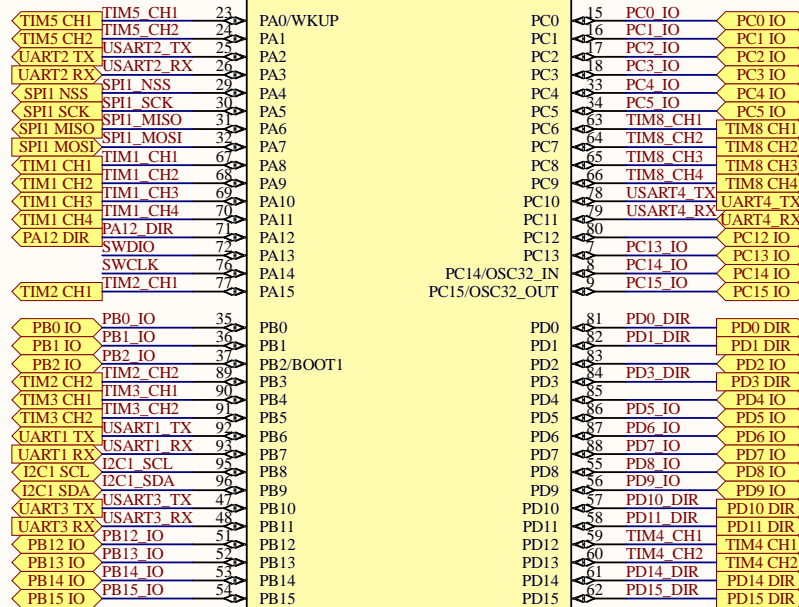 TIM5 CH1 TIM5_CH1 23 PA0/WKUP PC0 15 PC0_IO PC0 IO
TIM5 CH2 TIM5_CH2 24 PA1 PC1 16 PC1_IO PC1 IO
UART2 TX USART2_TX 25 PA2 PC2 17 PC2_IO PC2 IO
UART2 RX USART2_RX 26 PA3 PC3 18 PC3_IO PC3 IO
SPI1 NSS SPI1_NSS 29 PA4 PC4 33 PC4_IO PC4 IO
SPI1 SCK SPI1_SCK 30 PA5 PC5 34 PC5_IO PC5 IO
SPI1 MISO SPI1_MISO 31 PA6 PC6 63 TIM8_CH1 TIM8 CH1
SPI1 MOSI SPI1_MOSI 32 PA7 PC7 64 TIM8_CH2 TIM8 CH2
TIM1 CH1 TIM1_CH1 67 PA8 PC8 65 TIM8_CH3 TIM8 CH3
TIM1 CH2 TIM1_CH2 68 PA9 PC9 66 TIM8_CH4 TIM8 CH4
TIM1 CH3 TIM1_CH3 69 PA10 PC10 78 USART4_TX UART4_TX
TIM1 CH4 TIM1_CH4 70 PA11 PC11 79 USART4_RX UART4_RX
PA12 DIR PA12_DIR 71 PA12 PC12 80 PC12 IO
SWDIO 72 PA13 PC13 7 PC13_IO PC13 IO
SWCLK 76 PA14 PC14/OSC32_IN 8 PC14_IO PC14 IO
TIM2 CH1 TIM2_CH1 77 PA15 PC15/OSC32_OUT 9 PC15_IO PC15 IO
PB0 IO PB0_IO 35 PB0 PD0 81 PD0_DIR PD0 DIR
PB1 IO PB1_IO 36 PB1 PD1 82 PD1_DIR PD1 DIR
PB2 IO PB2_IO 37 PB2/BOOT1 PD2 83 PD2 IO
TIM2 CH2 TIM2_CH2 89 PB3 PD3 84 PD3_DIR PD3 DIR
TIM3 CH1 TIM3_CH1 90 PB4 PD4 85 PD4 IO
TIM3 CH2 TIM3_CH2 91 PB5 PD5 86 PD5_IO PD5 IO
UART1 TX USART1_TX 92 PB6 PD6 87 PD6_IO PD6 IO
UART1 RX USART1_RX 93 PB7 PD7 88 PD7_IO PD7 IO
I2C1 SCL I2C1_SCL 95 PB8 PD8 55 PD8_IO PD8 IO
I2C1 SDA I2C1_SDA 96 PB9 PD9 56 PD9_IO PD9 IO
UART3 TX USART3_TX 47 PB10 PD10 57 PD10_DIR PD10 DIR
UART3 RX USART3_RX 48 PB11 PD11 58 PD11_DIR PD11 DIR
PB12 IO PB12_IO 51 PB12 PD12 59 TIM4_CH1 TIM4 CH1
PB13 IO PB13_IO 52 PB13 PD13 60 TIM4_CH2 TIM4 CH2
PB14 IO PB14_IO 53 PB14 PD14 61 PD14_DIR PD14 DIR
PB15 IO PB15_IO 54 PB15 PD15 62 PD15_DIR PD15 DIR